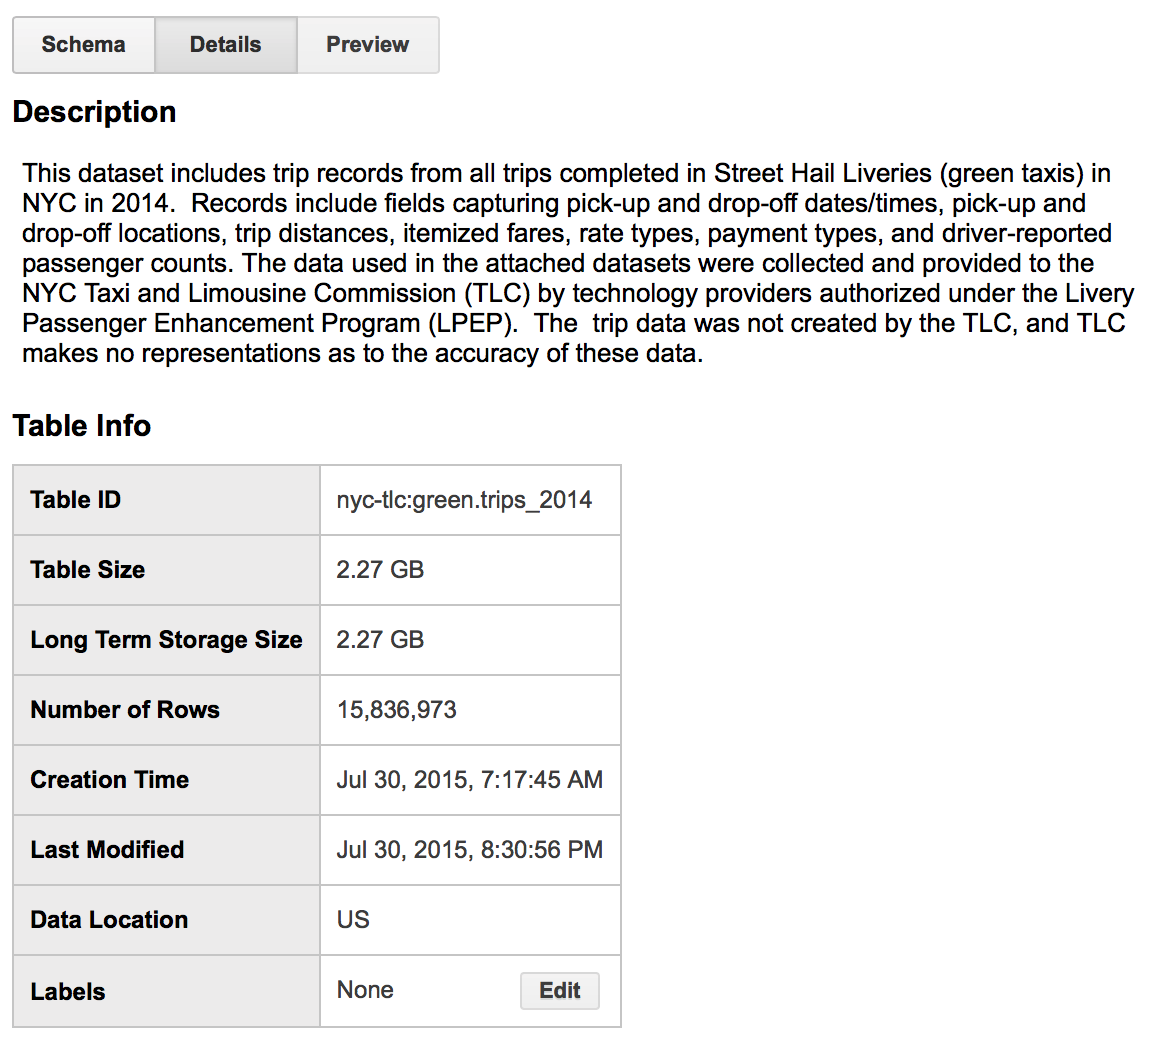 Schema Details Preview
Description
This dataset includes trip records from all trips completed in Street Hail Liveries (green taxis) in
NYC in 2014.  Records include fields capturing pick-up and drop-off dates/times, pick-up and
drop-off locations, trip distances, itemized fares, rate types, payment types, and driver-reported
passenger counts. The data used in the attached datasets were collected and provided to the
NYC Taxi and Limousine Commission (TLC) by technology providers authorized under the Livery
Passenger Enhancement Program (LPEP).  The  trip data was not created by the TLC, and TLC
makes no representations as to the accuracy of these data.
Table Info
Table ID nyc-tlc:green.trips_2014
Table Size 2.27 GB
Long Term Storage Size 2.27 GB
Number of Rows 15,836,973
Creation Time Jul 30, 2015, 7:17:45 AM
Last Modified Jul 30, 2015, 8:30:56 PM
Data Location US
Labels None Edit